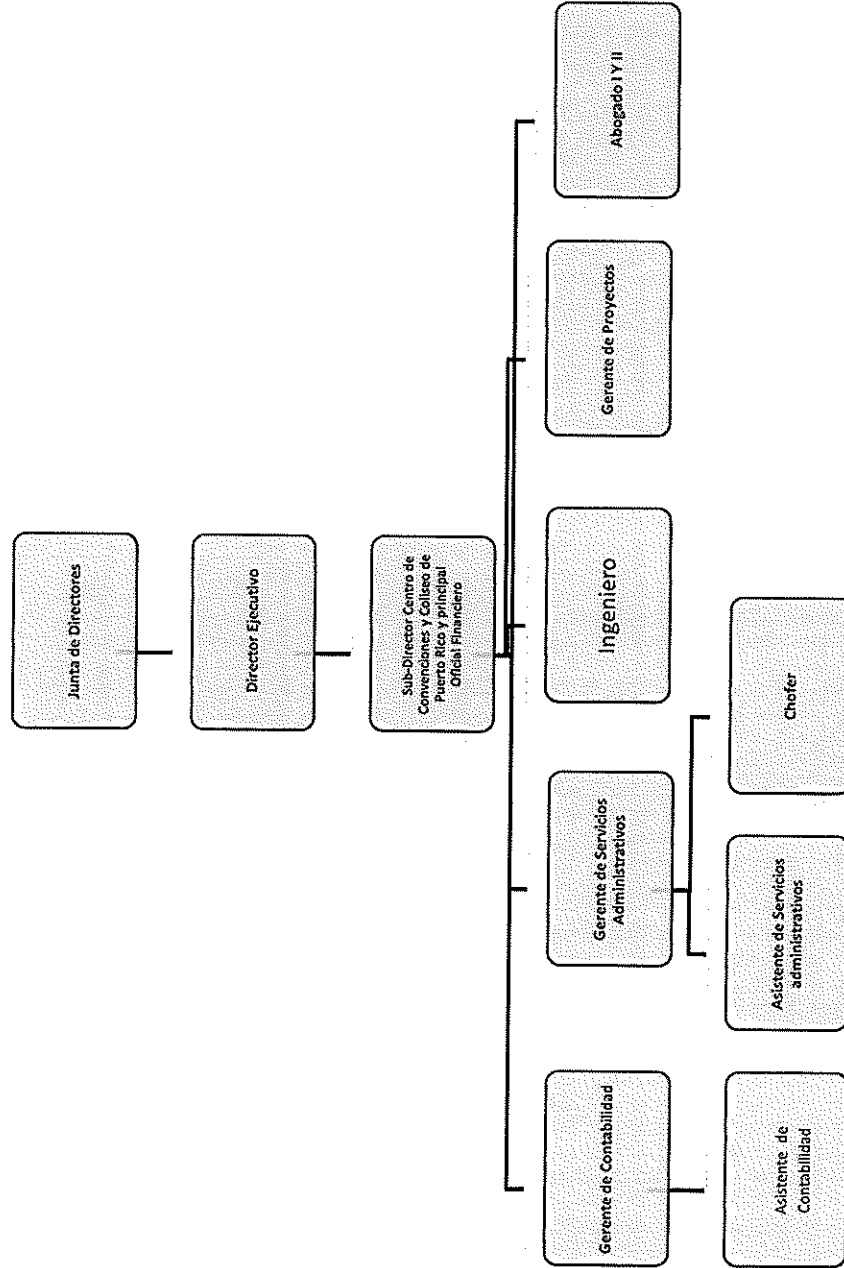 Junta de Directores
Director Ejecutivo
Sub-Director Centro de
Convenciones y Coliseo de
Puerto Rico y principal
Oficial Financiero
Gerente de Contabilidad
Gerente de Servicios
Administrativos
Ingeniero
Gerente de Proyectos
Abogado I Y II
Asistente de
Contabilidad
Asistente de Servicios
administrativos
Chofer